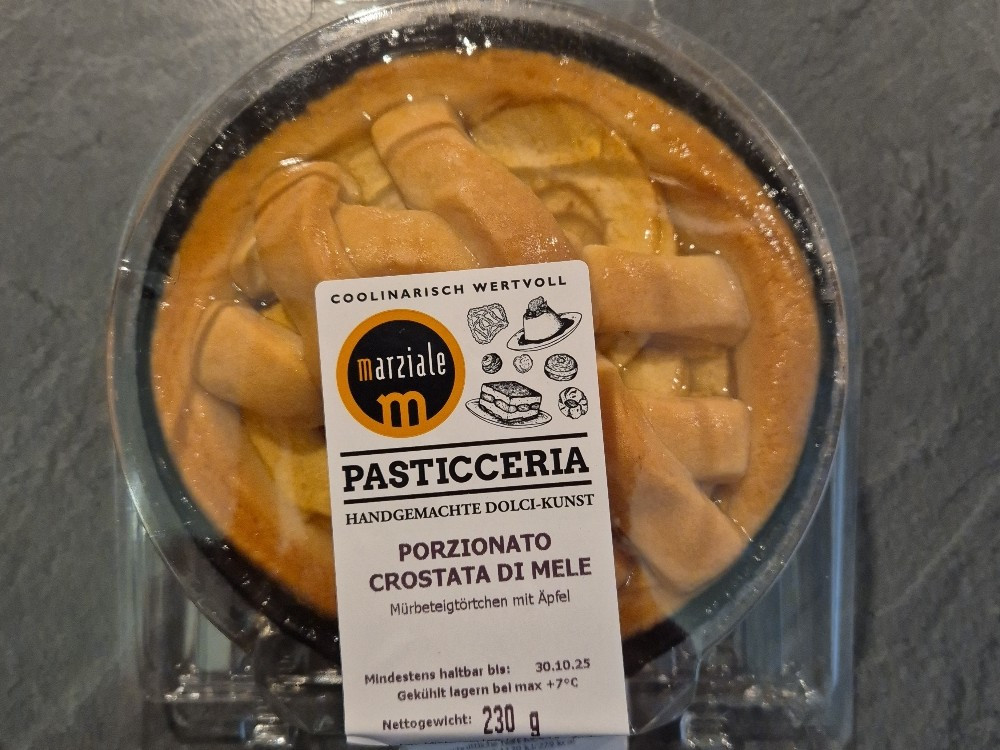 COOLINARISCH WERTVOLL
marziale
m
PASTICCERIA
HANDGEMACHTE DOLCI-KUNST
PORZIONATO
CROSTATA DI MELE
Mürbeteigtörtchen mit Äpfel
Mindestens haltbar bis: 30.10.25
Gekühlt lagern bei max +7°C
Nettogewicht: 230 g